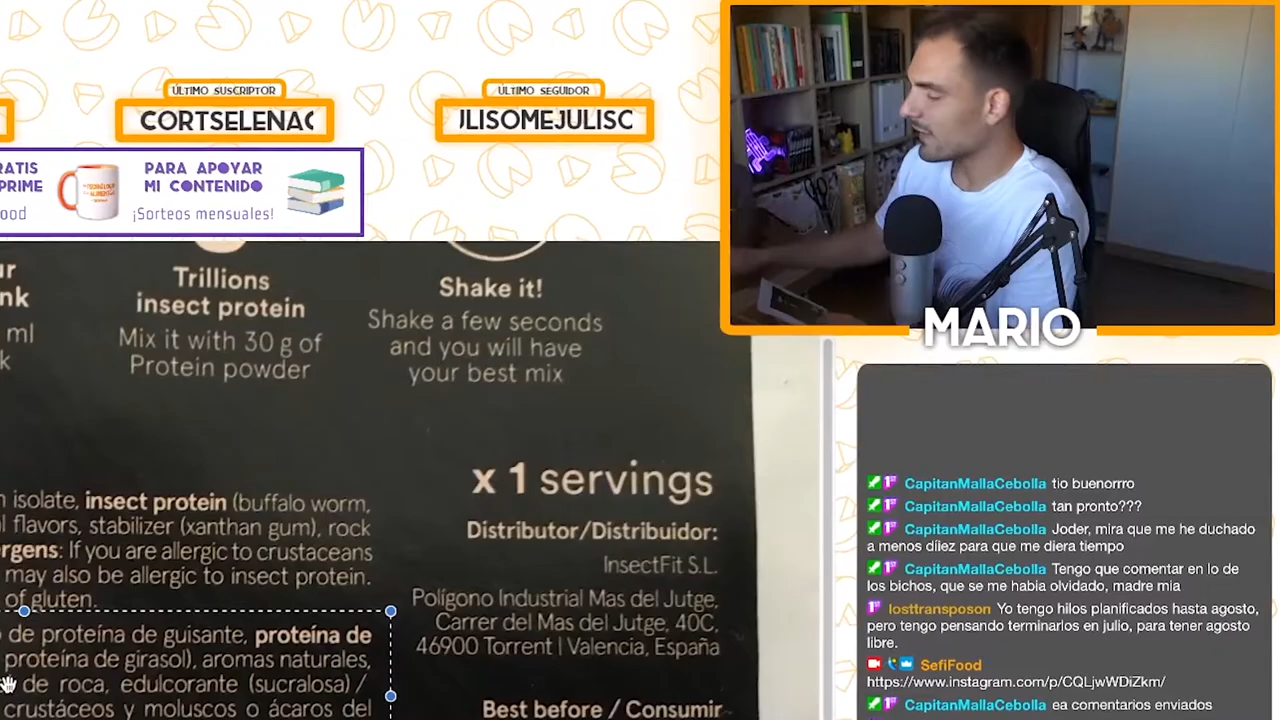 ÚLTIMO SUSCRIPTOR
CORTSELENAC
ÚLTIMO SEGUIDOR
ILISOMEJULISC
RATIS
PRIME
ood
PARA APOYAR
MI CONTENIDO
¡Sorteos mensuales!
MARIO
ur
nk
ml
k
Trillions
insect protein
Mix it with 30 g of
Protein powder
Shake it!
Shake a few seconds
and you will have
your best mix
x 1 servings
n isolate, insect protein (buffalo worm,
l flavors, stabilizer (xanthan gum), rock
ergens: If you are allergic to crustaceans
may also be allergic to insect protein.
of gluten.
de proteína de guisante, proteína de
proteína de girasol), aromas naturales,
de roca, edulcorante (sucralosa) /
crustáceos y moluscos o ácaros del
Distributor/Distribuidor:
InsectFit S.L.
Polígono Industrial Mas del Jutge,
Carrer del Mas del Jutge, 40C,
46900 Torrent | Valencia, España
Best before / Consumir
CapitanMallaCebolla tio buenorrro
CapitanMallaCebolla tan pronto???
CapitanMallaCebolla Joder, mira que me he duchado
a menos díiez para que me diera tiempo
CapitanMallaCebolla Tengo que comentar en lo de
los bichos, que se me habia olvidado, madre mia
losttransposon Yo tengo hilos planificados hasta agosto,
pero tengo pensando terminarlos en julio, para tener agosto
libre.
SefiFood
https://www.instagram.com/p/CQLjwWDiZkm/
CapitanMallaCebolla ea comentarios enviados